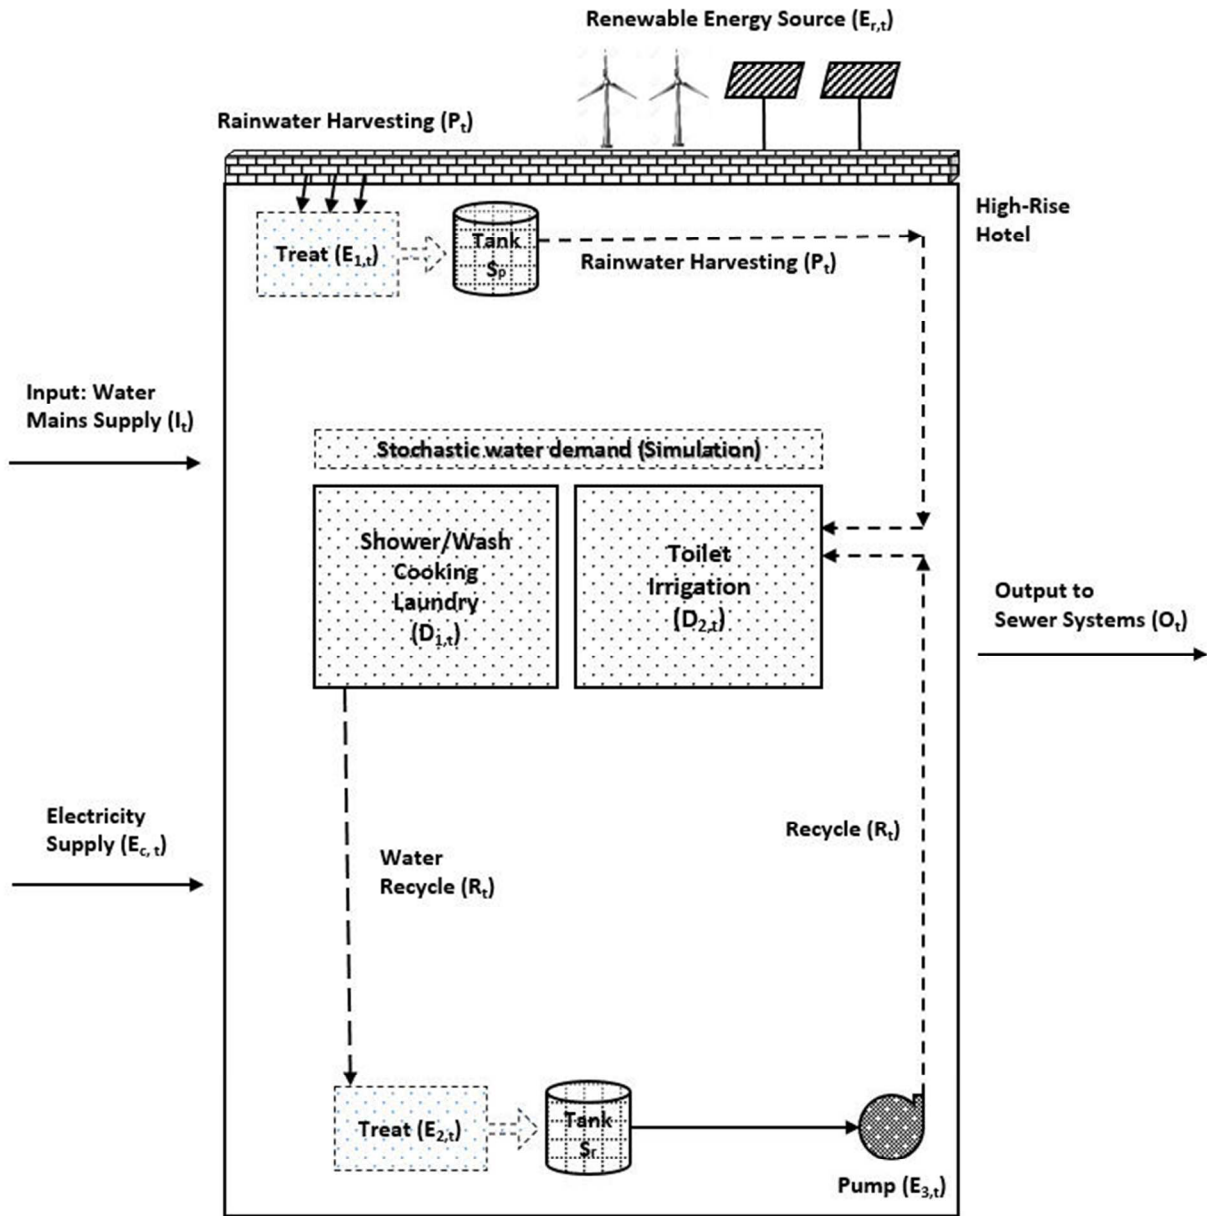 Renewable Energy Source (Er,t)
Rainwater Harvesting (Pt)
High-Rise
Hotel
Treat (E1,t)
Tank
Sp
Rainwater Harvesting (Pt)
Input: Water
Mains Supply (It)
Stochastic water demand (Simulation)
Shower/Wash
Cooking
Laundry
(D1,t)
Toilet
Irrigation
(D2,t)
Output to
Sewer Systems (Ot)
Electricity
Supply (Ec, t)
Water
Recycle (Rt)
Recycle (Rt)
Treat (E2,t)
Tank
Sr
Pump (E3,t)